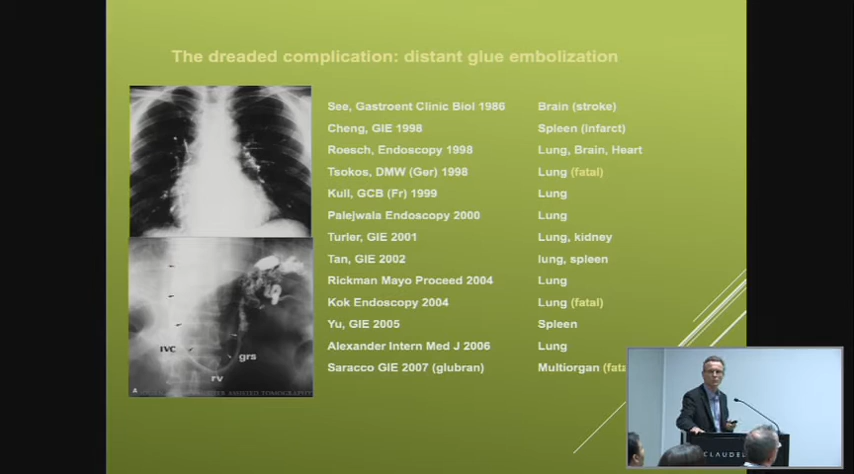 The dreaded complication: distant glue embolization
See, Gastroent Clinic Biol 1986 Brain (stroke)
Cheng, GIE 1998 Spleen (infarct)
Roesch, Endoscopy 1998 Lung, Brain, Heart
Tsokos, DMW (Ger) 1998 Lung (fatal)
Kull, GCB (Fr) 1999 Lung
Palejwala Endoscopy 2000 Lung
Turler, GIE 2001 Lung, kidney
Tan, GIE 2002 lung, spleen
Rickman Mayo Proceed 2004 Lung
Kok Endoscopy 2004 Lung (fatal)
Yu, GIE 2005 Spleen
Alexander Intern Med J 2006 Lung
Saracco GIE 2007 (glubran) Multiorgan (fata
IVC
grs
rv
A
ASSISTED TOMOGRAPHY
CLAUDEL